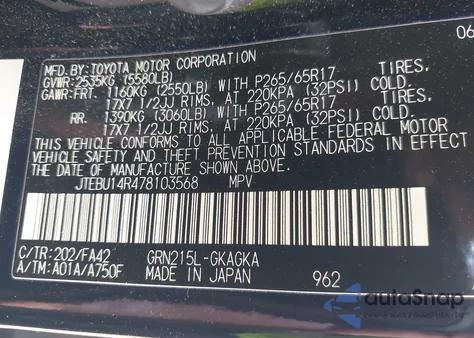 MFD. BY: TOYOTA MOTOR CORPORATION 06
GVWR: 2535KG (5580LB)
GAWR: FRT. 1160KG (2550LB) WITH P265/65R17 TIRES,
17X7 1/2JJ RIMS, AT 220KPA (32PSI) COLD.
RR. 1390KG (3060LB) WITH P265/65R17 TIRES,
17X7 1/2JJ RIMS, AT 220KPA (32PSI) COLD.
THIS VEHICLE CONFORMS TO ALL APPLICABLE FEDERAL MOTOR
VEHICLE SAFETY AND THEFT PREVENTION STANDARDS IN EFFECT
ON THE DATE OF MANUFACTURE SHOWN ABOVE.
JTEBU14R478103568 MPV
C/TR: 202/FA42 GRN215L-GKAGKA
A/TM: A01A/A750F MADE IN JAPAN 962
autoSnap